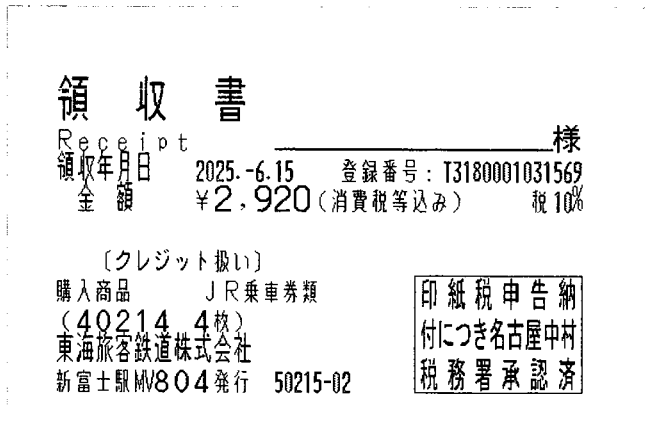 領収書
Receipt 様
領収年月日 2025.-6.15 登録番号:T3180001031569
金額 ¥2,920(消費税等込み) 税10%
〔クレジット扱い〕
購入商品 JR乗車券類
(40214 4枚)
東海旅客鉄道株式会社
新富士駅MV804発行 50215-02
印紙税申告納
付につき名古屋中村
税務署承認済